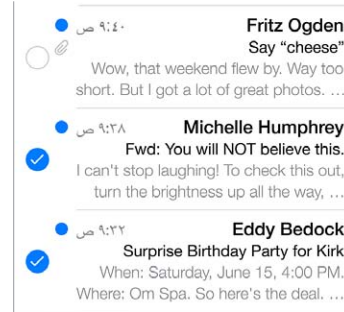 Fritz Ogden ٩:٤٠ ص
Say “cheese”
Wow, that weekend flew by. Way too
short. But I got a lot of great photos. …
Michelle Humphrey ٩:٣٨ ص
Fwd: You will NOT believe this.
I can't stop laughing! To check this out,
turn the brightness up all the way, …
Eddy Bedock ٩:٣٢ ص
Surprise Birthday Party for Kirk
When: Saturday, June 15, 4:00 PM.
Where: Om Spa. So here's the deal. …